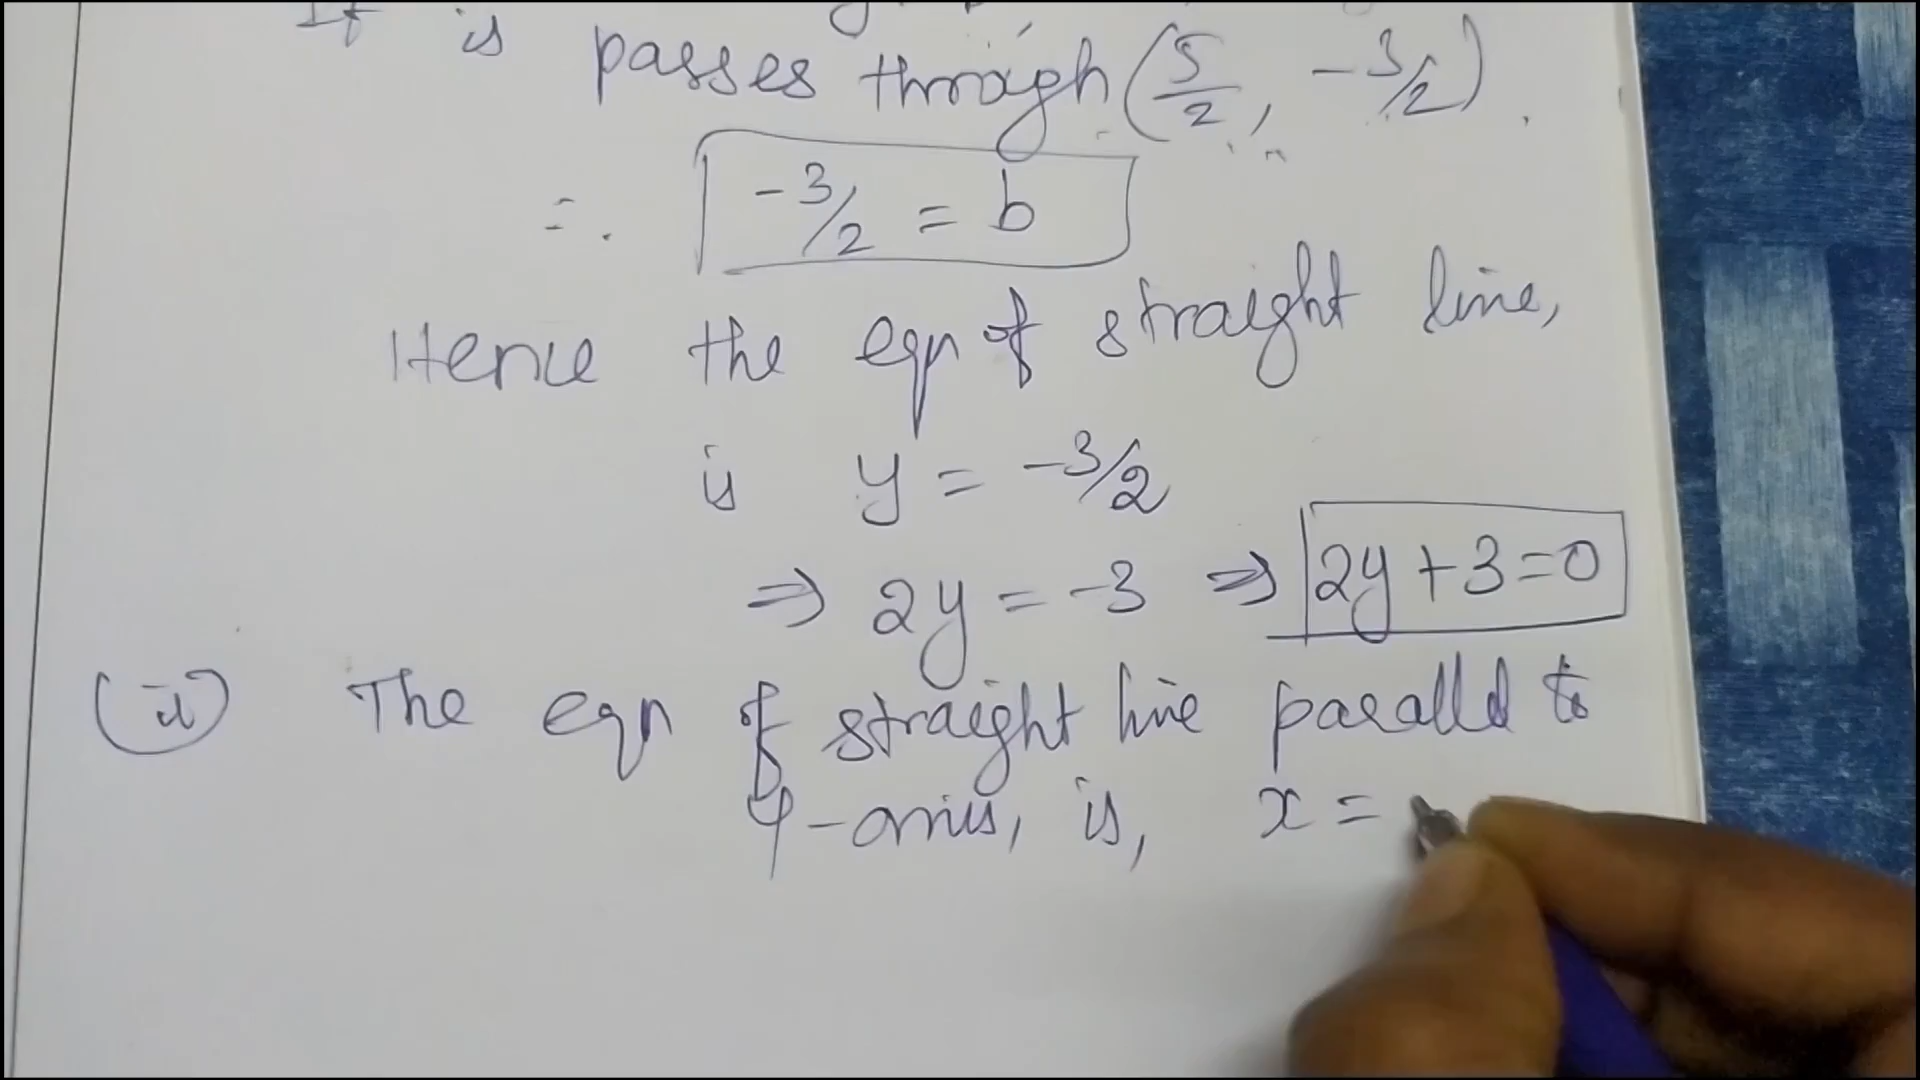 It is passes through (5/2, -3/2).
∴ -3/2 = b
Hence the eqn of straight line,
is y = -3/2
⇒ 2y = -3 ⇒ 2y + 3 = 0
(ii) The eqn of straight line parallel to
y-axis, is, x =